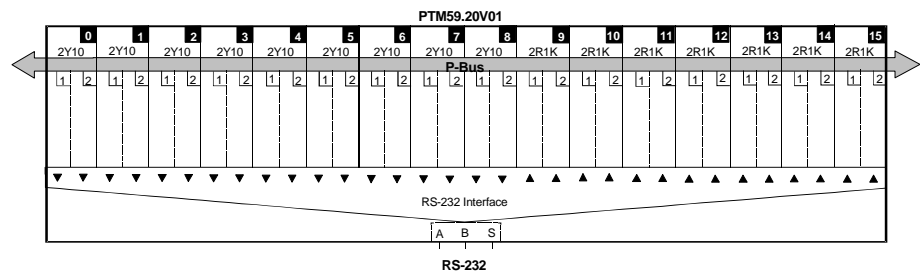 PTM59.20V01
0 1 2 3 4 5 6 7 8 9 10 11 12 13 14 15
2Y10 2Y10 2Y10 2Y10 2Y10 2Y10 2Y10 2Y10 2Y10 2R1K 2R1K 2R1K 2R1K 2R1K 2R1K 2R1K
P-Bus
1 2 1 2 1 2 1 2 1 2 1 2 1 2 1 2 1 2 1 2 1 2 1 2 1 2 1 2 1 2 1 2
RS-232 Interface
A B S
RS-232